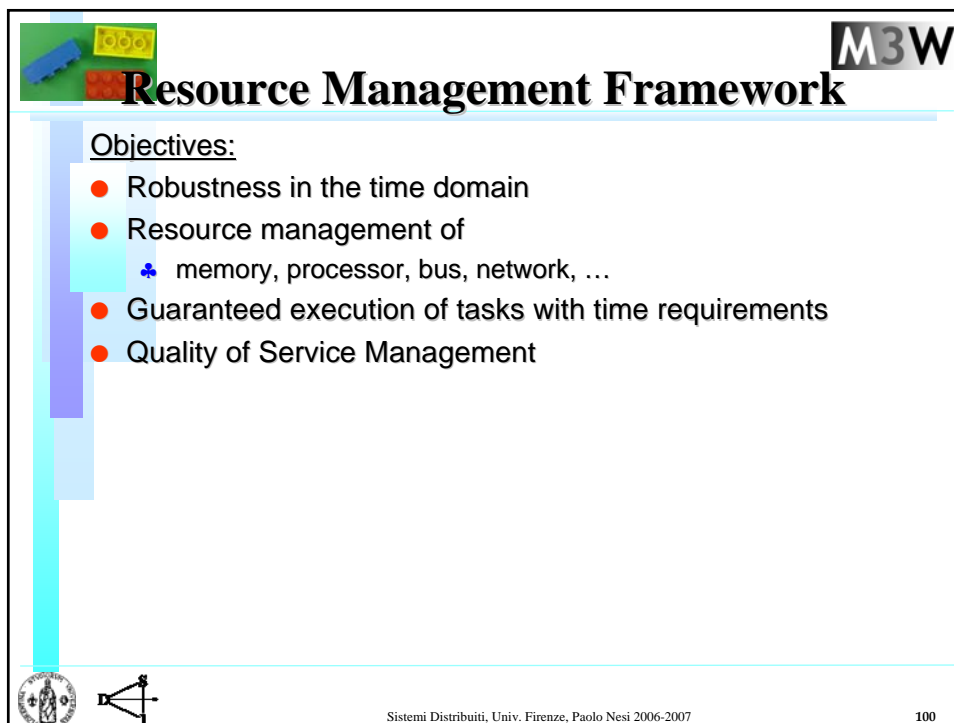 M3W
Resource Management Framework
Objectives:
Robustness in the time domain
Resource management of
memory, processor, bus, network, …
Guaranteed execution of tasks with time requirements
Quality of Service Management
Sistemi Distribuiti, Univ. Firenze, Paolo Nesi 2006-2007
100